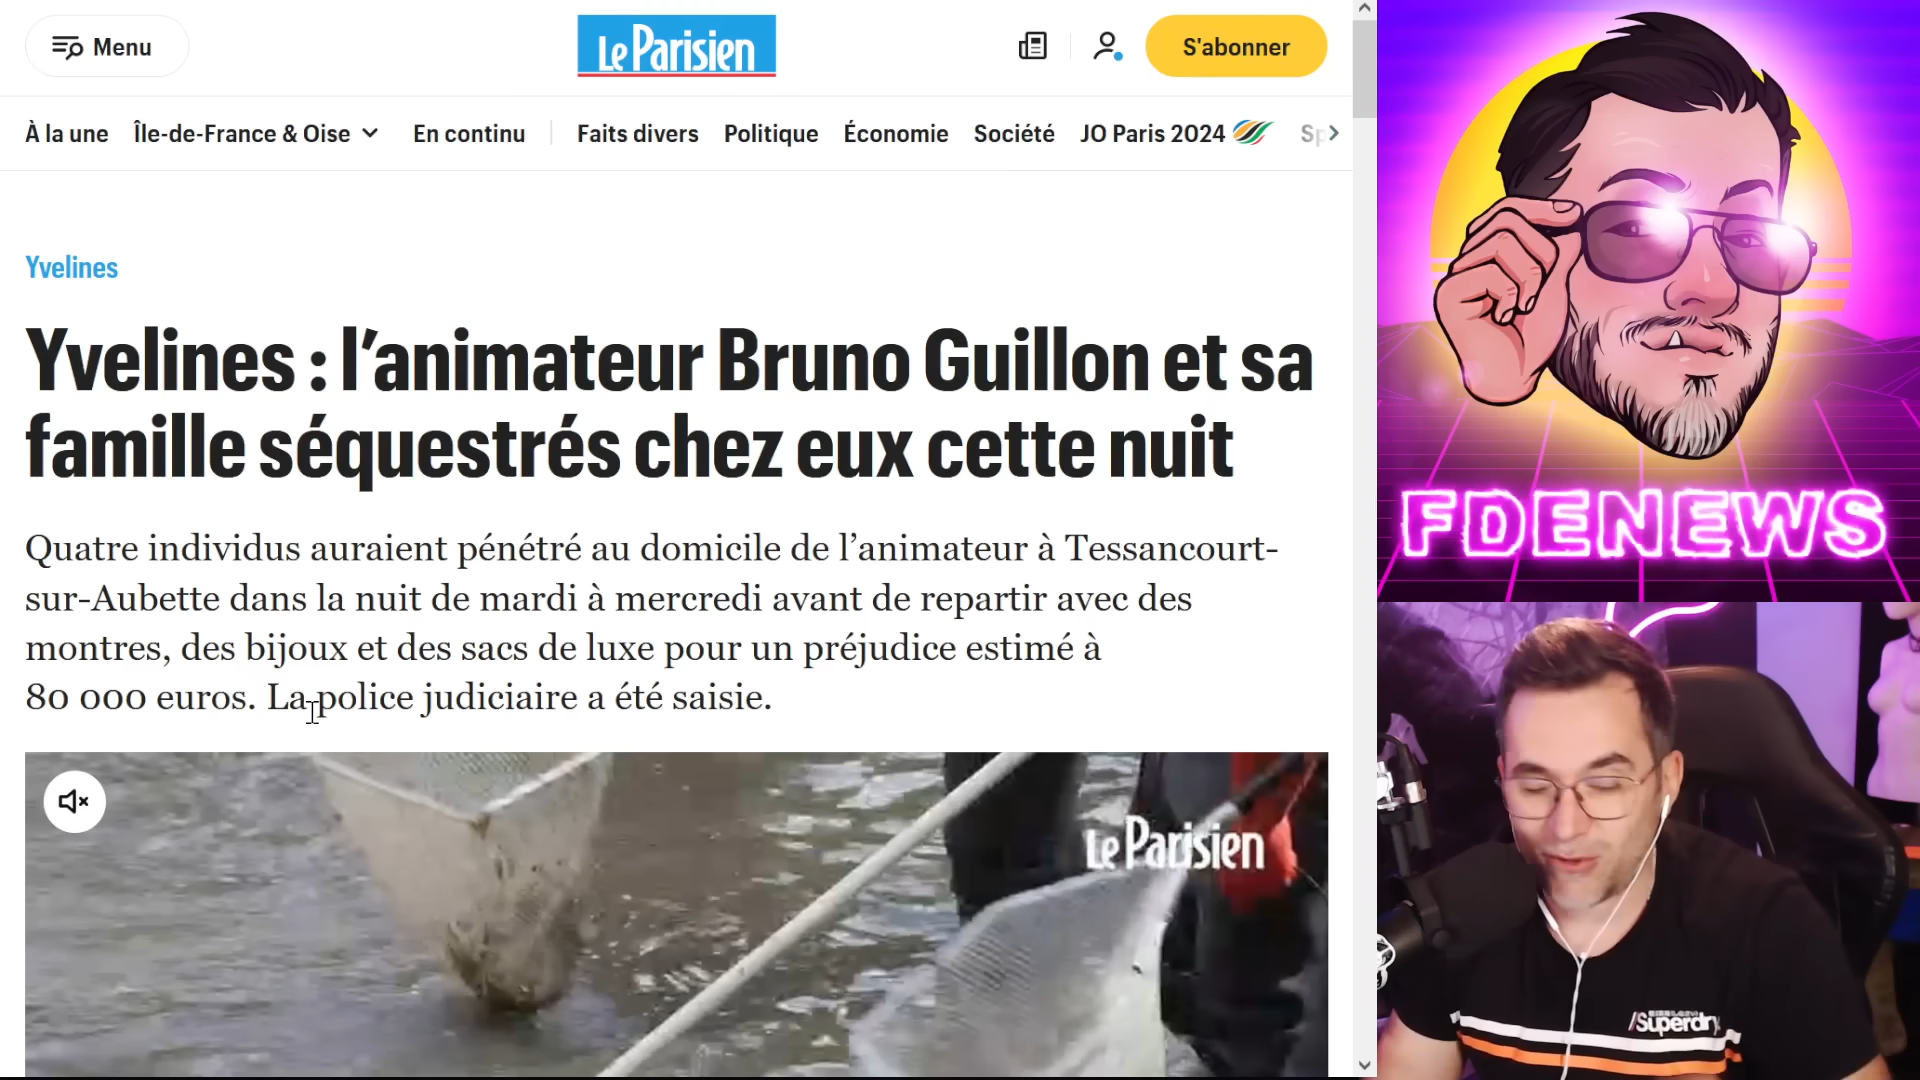 Menu
Le Parisien
S'abonner
À la une
Île-de-France & Oise
En continu
Faits divers
Politique
Économie
Société
JO Paris 2024
Yvelines
Yvelines : l’animateur Bruno Guillon et sa
famille séquestrés chez eux cette nuit
Quatre individus auraient pénétré au domicile de l’animateur à Tessancourt-
sur-Aubette dans la nuit de mardi à mercredi avant de repartir avec des
montres, des bijoux et des sacs de luxe pour un préjudice estimé à
80 000 euros. La police judiciaire a été saisie.
Le Parisien
FDENEWS
Superdry